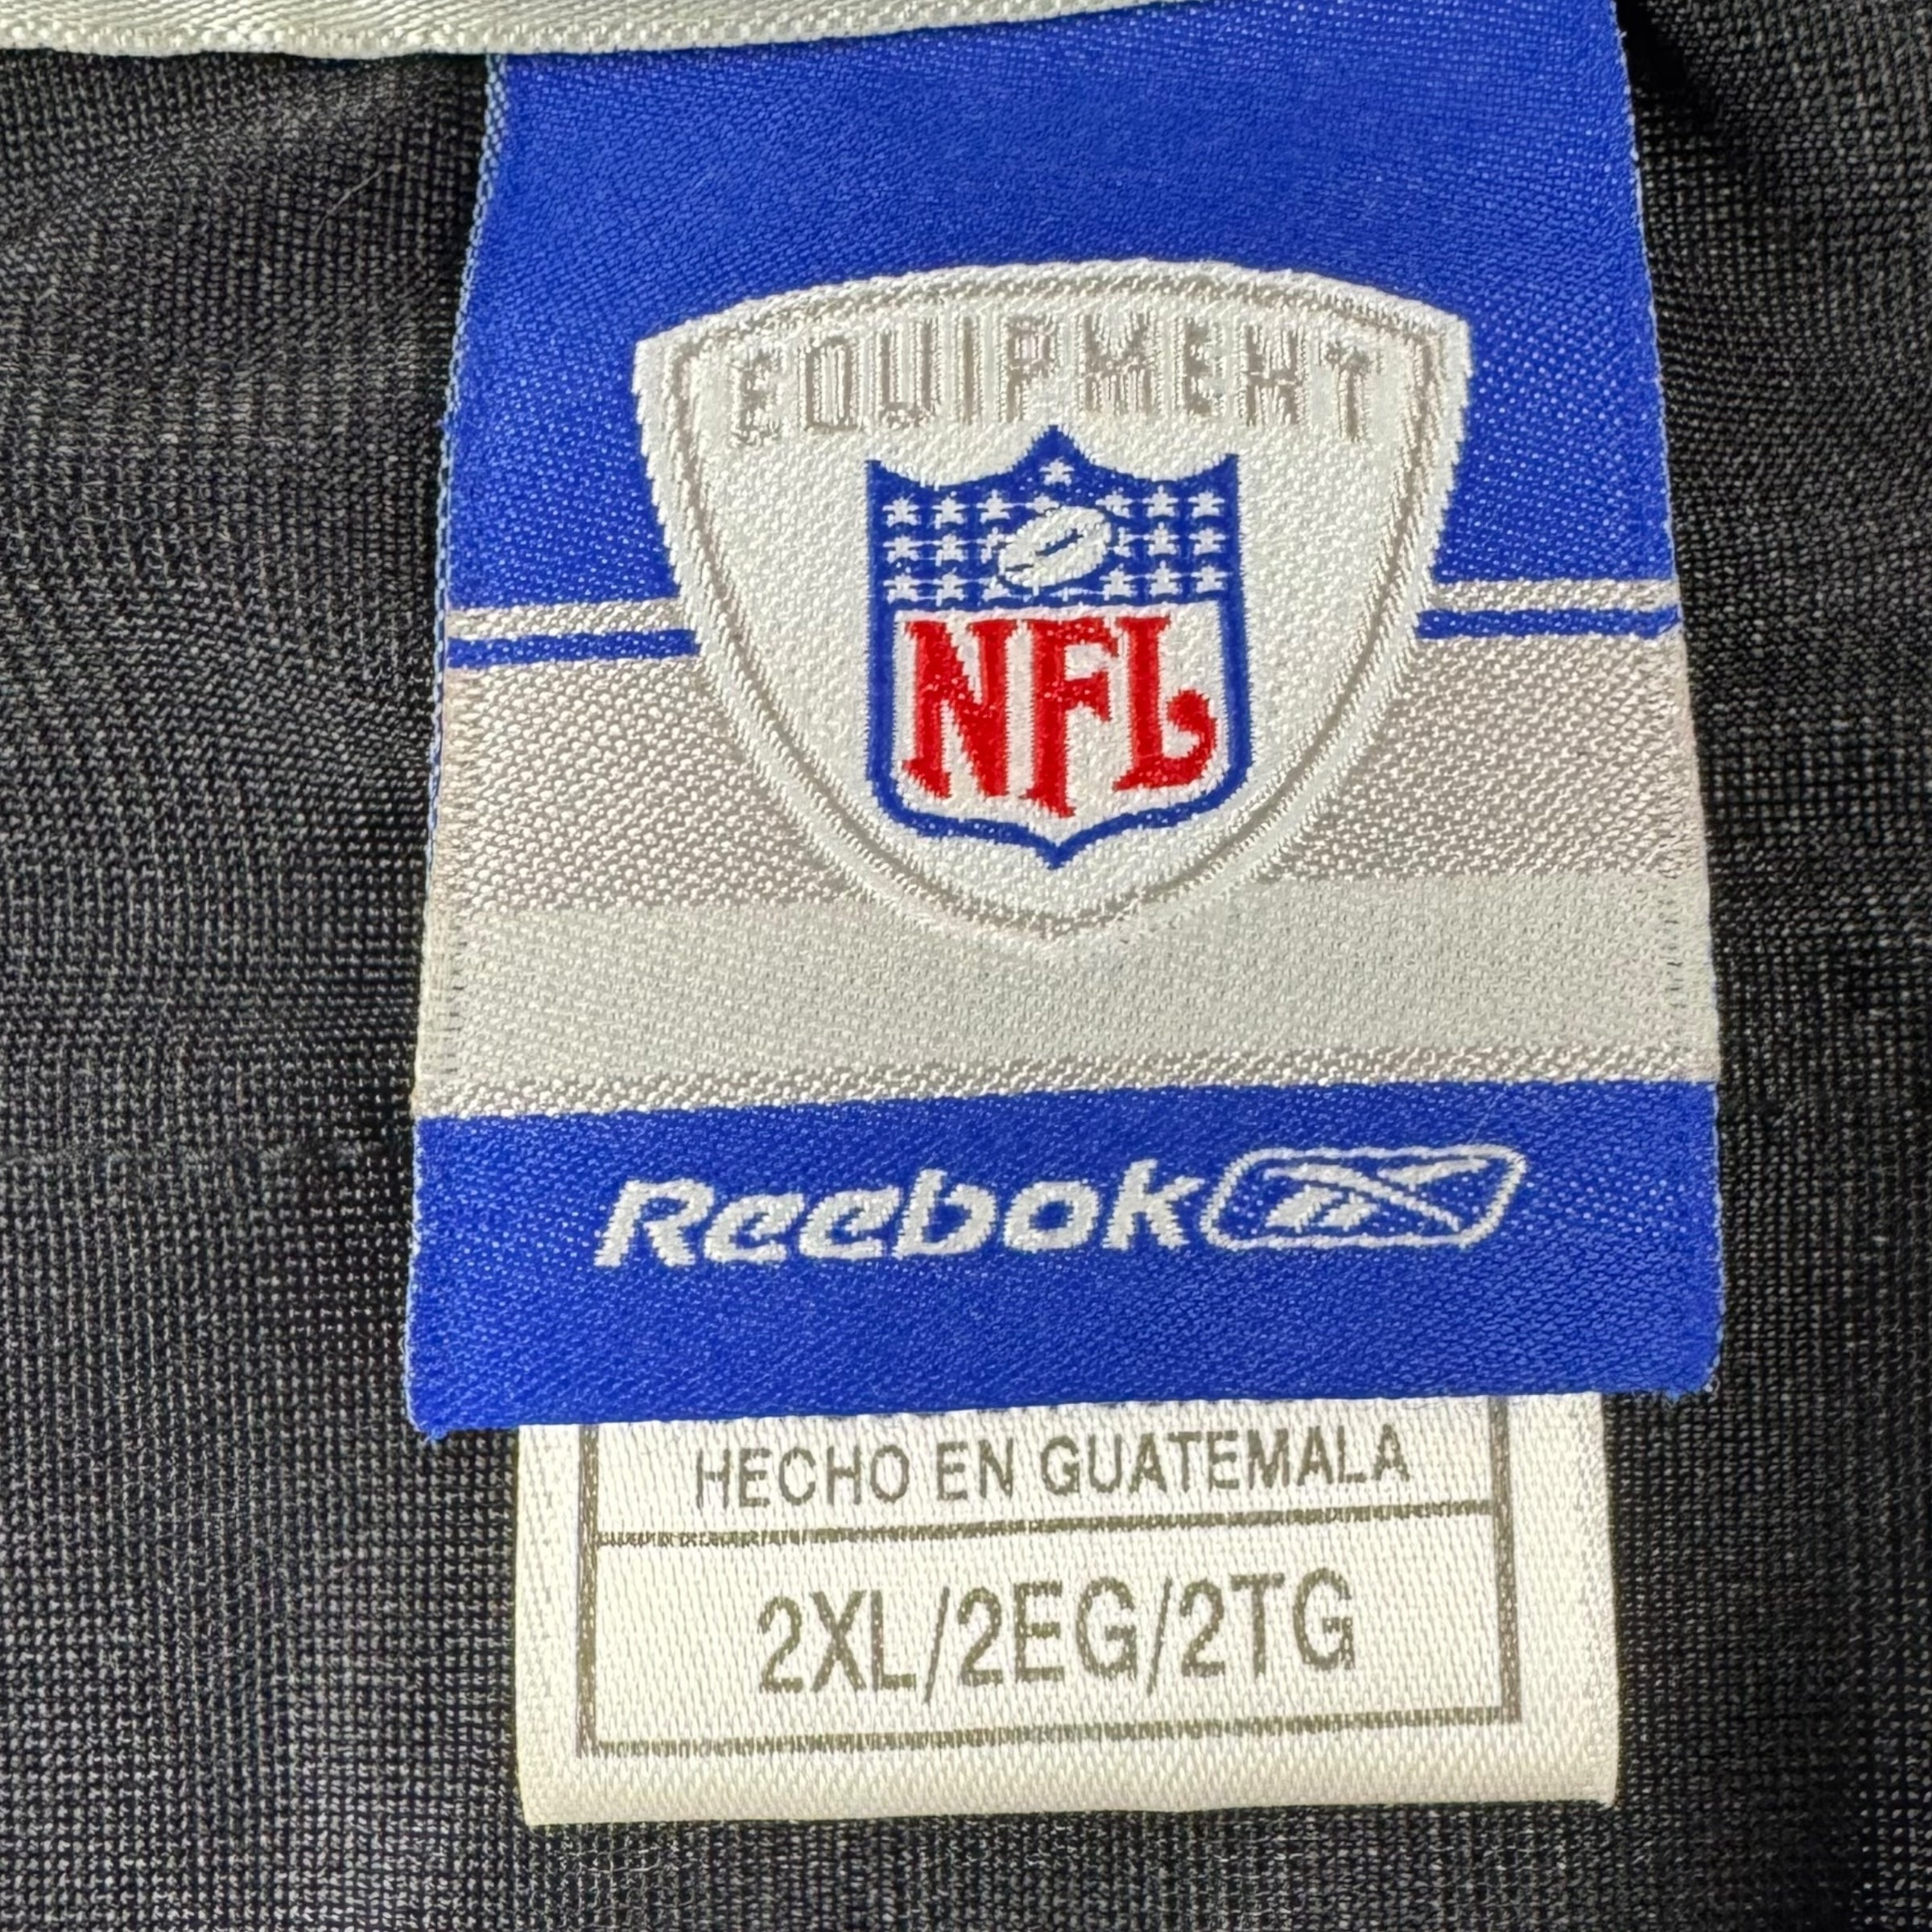 EQUIPMENT
NFL
Reebok
HECHO EN GUATEMALA
2XL/2EG/2TG